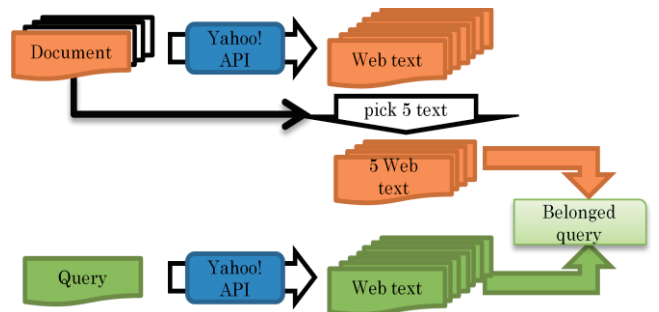 Document
Yahoo!
API
Web text
pick 5 text
5 Web
text
Belonged
query
Query
Yahoo!
API
Web text